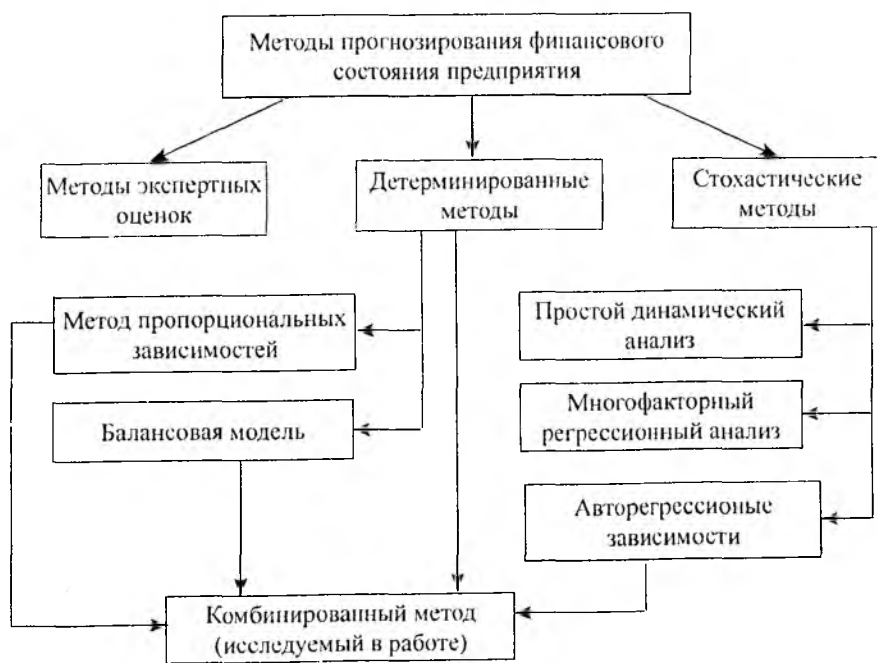 Методы прогнозирования финансового
состояния предприятия
Методы экспертных
оценок
Детерминированные
методы
Стохастические
методы
Метод пропорциональных
зависимостей
Простой динамический
анализ
Балансовая модель
Многофакторный
регрессионный анализ
Авторегрессионые
зависимости
Комбинированный метод
(исследуемый в работе)